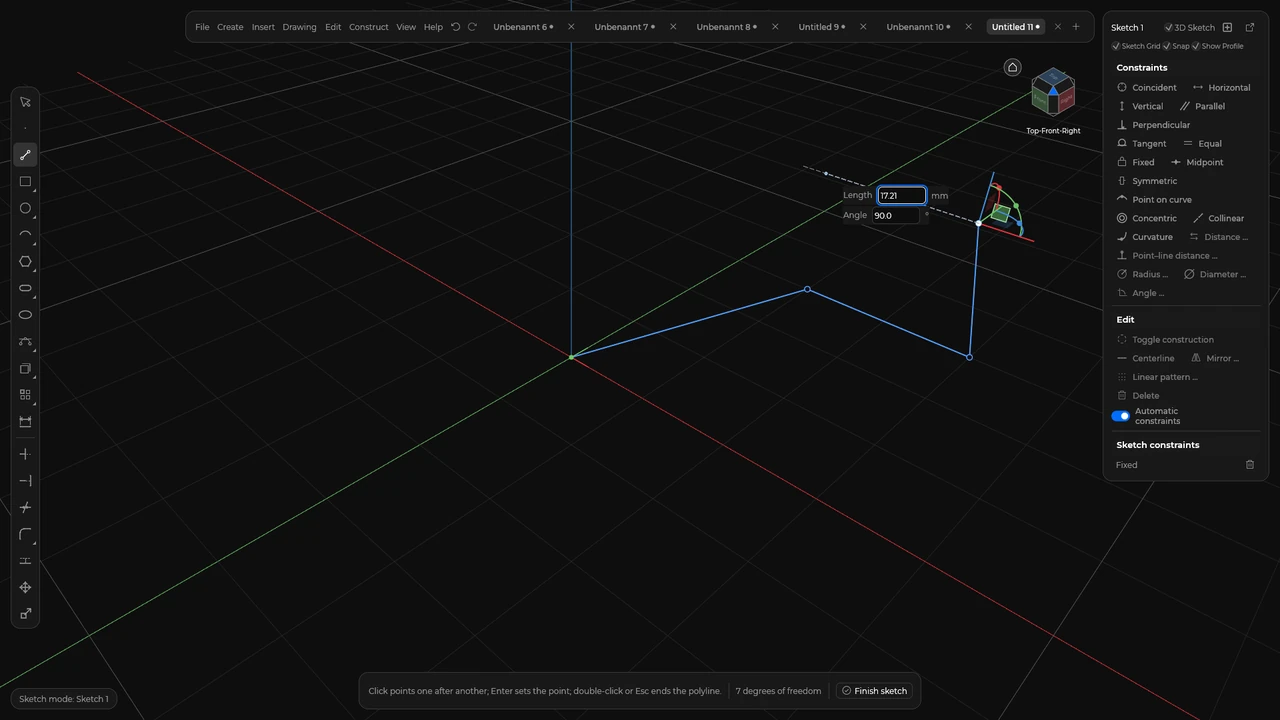 File Create Insert Drawing Edit Construct View Help Unbenannt 6 Unbenannt 7 Unbenannt 8 Untitled 9 Unbenannt 10 Untitled 11
Sketch 1 3D Sketch
Sketch Grid Snap Show Profile
Constraints
Coincident Horizontal
Vertical Parallel
Perpendicular
Tangent Equal
Fixed Midpoint
Symmetric
Point on curve
Concentric Collinear
Curvature Distance ...
Point-line distance ...
Radius ... Diameter ...
Angle ...
Edit
Toggle construction
Centerline Mirror ...
Linear pattern ...
Delete
Automatic
constraints
Sketch constraints
Fixed
Right
Top-Front-Right
Length 17.21 mm
Angle 90.0 °
Sketch mode: Sketch 1
Click points one after another; Enter sets the point; double-click or Esc ends the polyline. 7 degrees of freedom Finish sketch